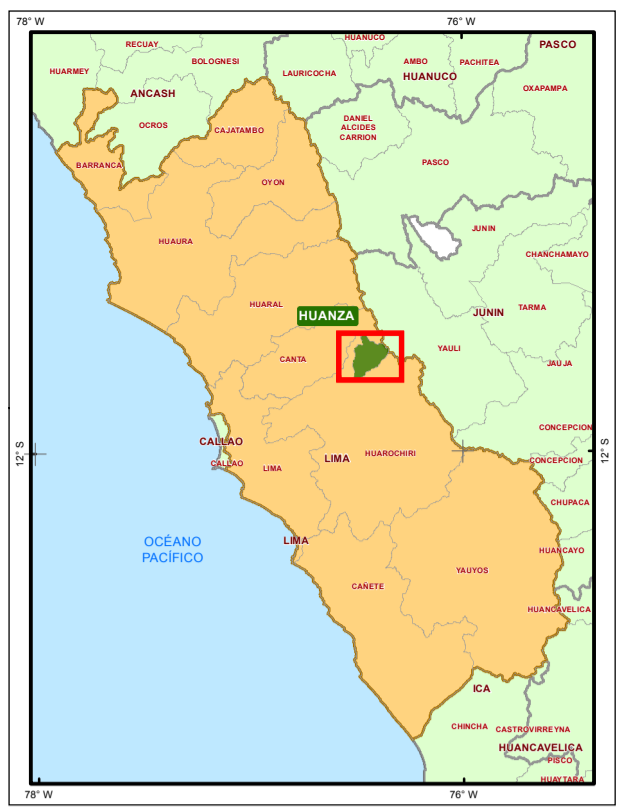 78° W
76° W
HUANUCO
PASCO
RECUAY
BOLOGNESI
AMBO
PACHITEA
HUARMEY
LAURICOCHA
HUANUCO
OXAPAMPA
ANCASH
OCROS
CAJATAMBO
DANIEL
ALCIDES
CARRION
PASCO
BARRANCA
OYON
JUNIN
HUAURA
CHANCHAMAYO
HUARAL
TARMA
HUANZA
JUNIN
YAULI
CANTA
JAUJA
CONCEPCION
CALLAO
12° S
12° S
CALLAO
LIMA
LIMA
HUAROCHIRI
CONCEPCION
CHUPACA
OCÉANO
PACÍFICO
LIMA
HUANCAYO
YAUYOS
CAÑETE
HUANCAVELICA
ICA
CHINCHA
CASTROVIRREYNA
HUANCAVELICA
PISCO
HUAYTARA
78° W
76° W